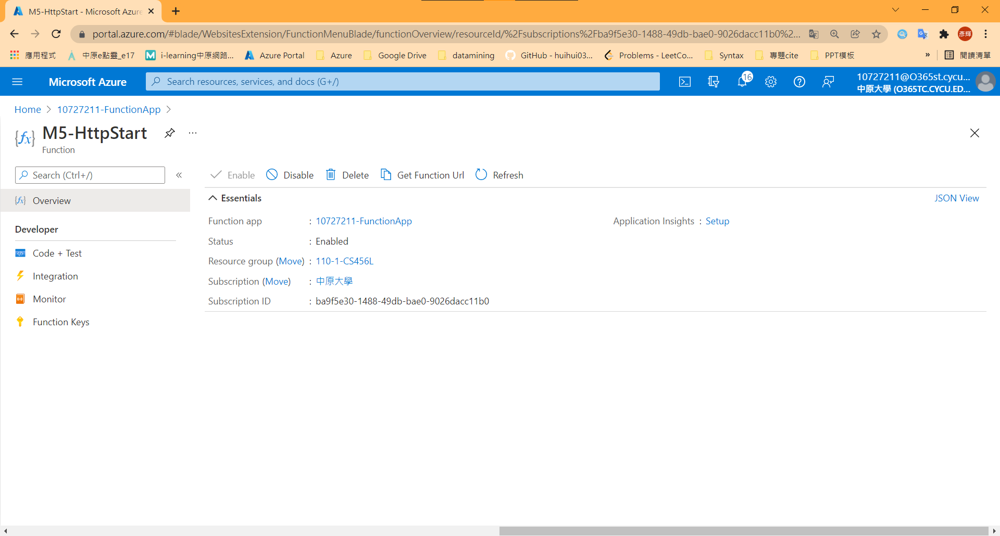 M5-HttpStart - Microsoft Azure
portal.azure.com/#blade/WebsitesExtension/FunctionMenuBlade/functionOverview/resourceId/%2Fsubscriptions%2Fba9f5e30-1488-49db-bae0-9026dacc11b0%2... 彥輝
應用程式 中原e點靈_e17 i-learning中原網路... Azure Portal Azure Google Drive datamining GitHub - huihui03... Problems - LeetCo... Syntax 專題cite PPT模板 » 閱讀清單
Microsoft Azure Search resources, services, and docs (G+/) 16 10727211@O365st.cycu...
中原大學 (O365TC.CYCU.ED...
Home > 10727211-FunctionApp >
{fx} M5-HttpStart ...
Function
Search (Ctrl+/) « Enable Disable Delete Get Function Url Refresh
Essentials JSON View
{fx} Overview
Function app : 10727211-FunctionApp Application Insights : Setup
Developer
Status : Enabled
Code + Test
Resource group (Move) : 110-1-CS456L
Integration
Subscription (Move) : 中原大學
Monitor
Subscription ID : ba9f5e30-1488-49db-bae0-9026dacc11b0
Function Keys